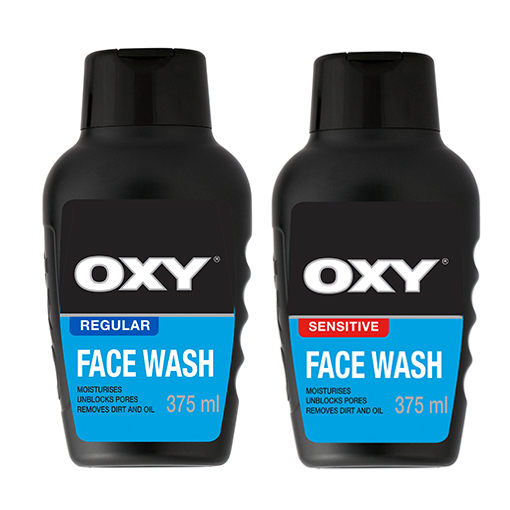 OXY®
REGULAR
FACE WASH
MOISTURISES
UNBLOCKS PORES
REMOVES DIRT AND OIL
375 ml
OXY®
SENSITIVE
FACE WASH
MOISTURISES
UNBLOCKS PORES
REMOVES DIRT AND OIL
375 ml